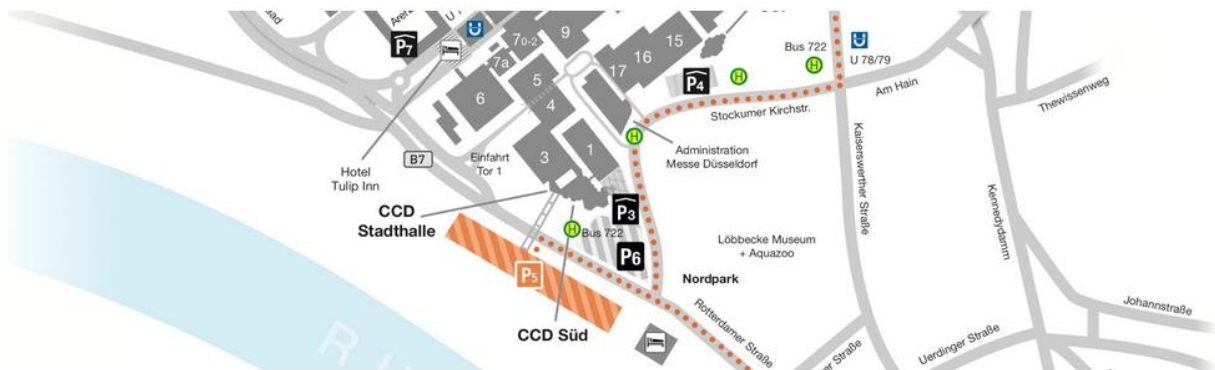 P7
U
70-2
7a
9
5
6
4
3
1
17
16
15
P4
H
Bus 722
H
U
U 78/79
Am Hain
Thewissenweg
Stockumer Kirchstr.
H
Administration
Messe Düsseldorf
Kaiserswerther Straße
Kennedydamm
B7
Einfahrt
Tor 1
Hotel
Tulip Inn
CCD
Stadthalle
P3
H
Bus 722
P6
P5
Löbbecke Museum
+ Aquazoo
Nordpark
CCD Süd
Rotterdamer Straße
Uerdinger Straße
Johannstraße